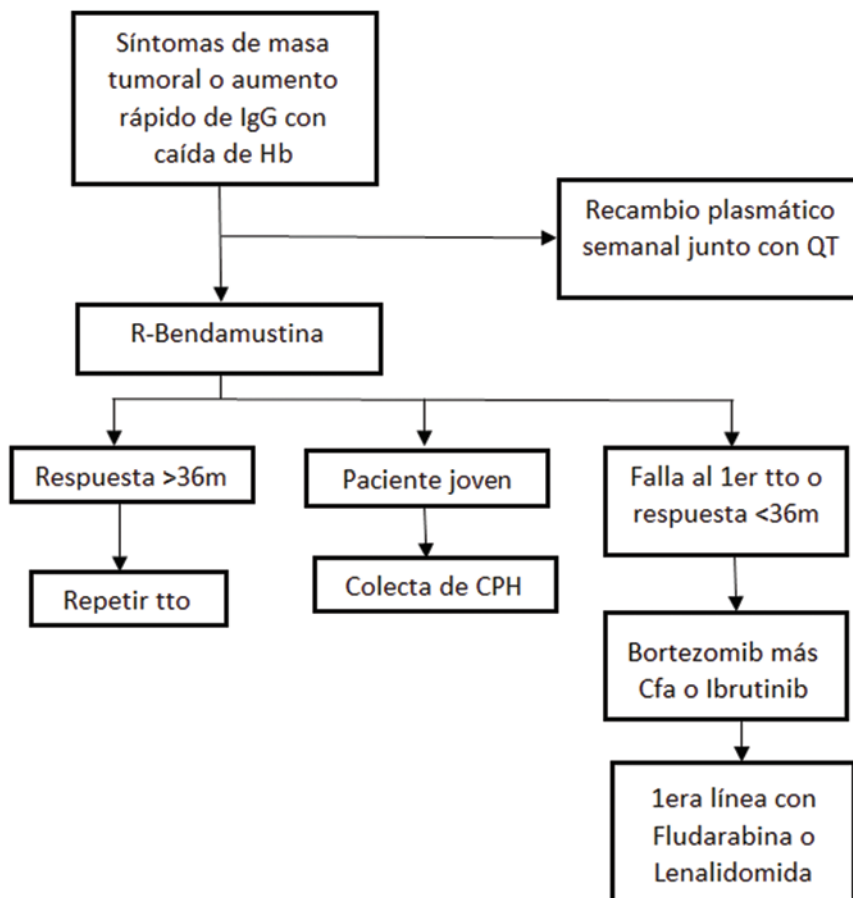 Síntomas de masa
tumoral o aumento
rápido de IgG con
caída de Hb
Recambio plasmático
semanal junto con QT
R-Bendamustina
Respuesta >36m
Paciente joven
Falla al 1er tto o
respuesta <36m
Repetir tto
Colecta de CPH
Bortezomib más
Cfa o Ibrutinib
1era línea con
Fludarabina o
Lenalidomida